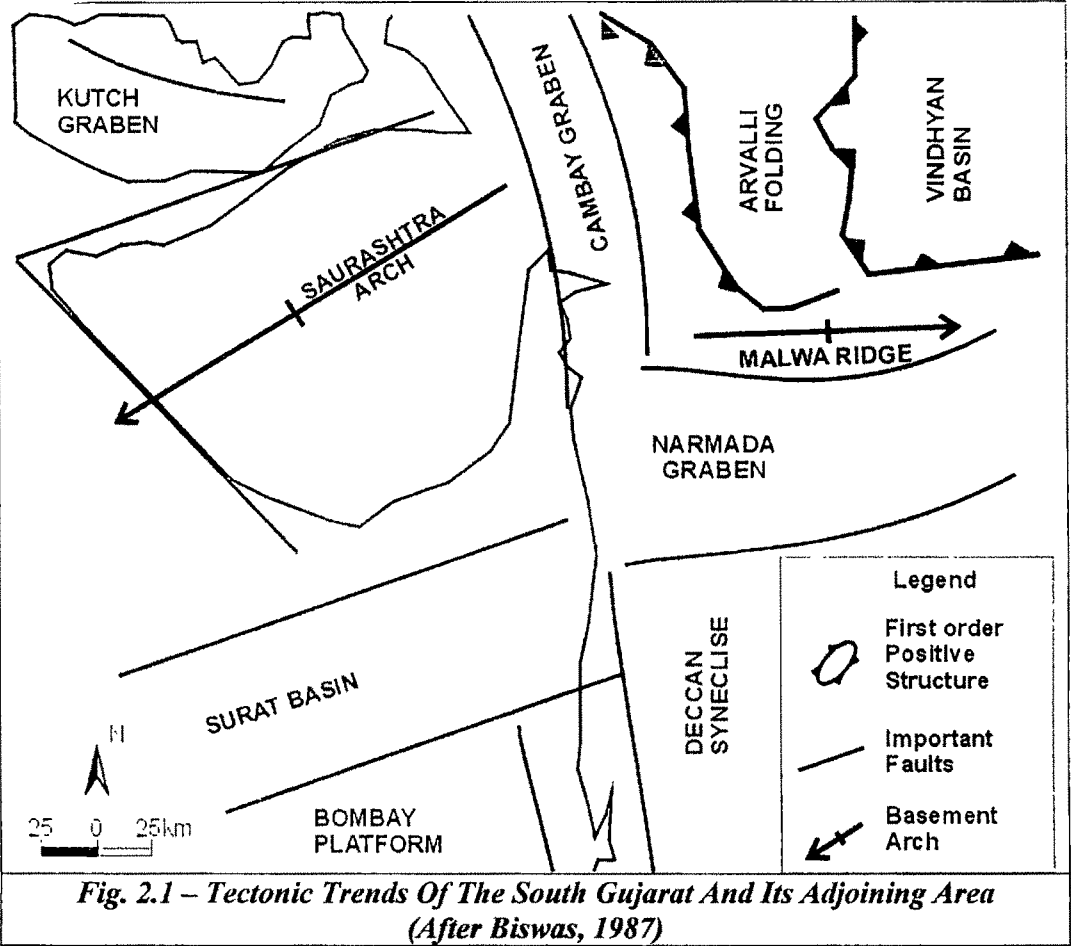 KUTCH
GRABEN
CAMBAY GRABEN
ARVALLI
FOLDING
VINDHYAN
BASIN
SAURASHTRA
ARCH
MALWA RIDGE
NARMADA
GRABEN
SURAT BASIN
DECCAN
SYNECLISE
BOMBAY
PLATFORM
N
25 0 25km
Legend
First order
Positive
Structure
Important
Faults
Basement
Arch
Fig. 2.1 – Tectonic Trends Of The South Gujarat And Its Adjoining Area
(After Biswas, 1987)